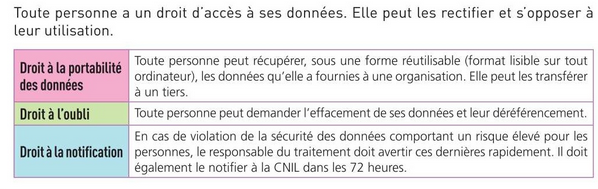 Toute personne a un droit d'accès à ses données. Elle peut les rectifier et s'opposer à
leur utilisation.
Droit à la portabilité
des données
Toute personne peut récupérer, sous une forme réutilisable (format lisible sur tout
ordinateur), les données qu'elle a fournies à une organisation. Elle peut les transférer
à un tiers.
Droit à l'oubli
Toute personne peut demander l'effacement de ses données et leur déréférencement.
Droit à la notification
En cas de violation de la sécurité des données comportant un risque élevé pour les
personnes, le responsable du traitement doit avertir ces dernières rapidement. Il doit
également le notifier à la CNIL dans les 72 heures.